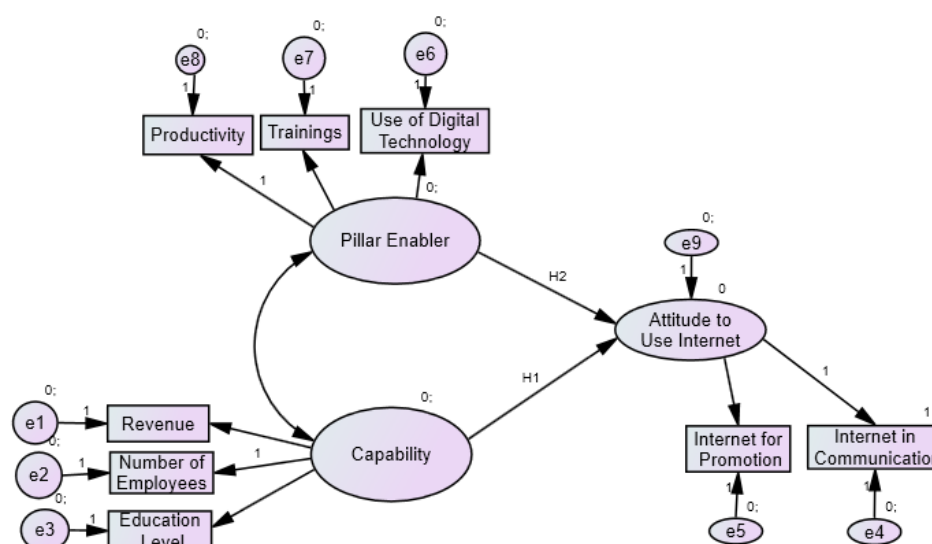 0;
0;
0;
e8
e7
e6
1
1
1
Productivity
Trainings
Use of Digital
Technology
1
0;
Pillar Enabler
0;
e9
H2
1
0
Attitude to
Use Internet
H1
1
0;
0;
e1
1
Revenue
Capability
1
0;
e2
1
Number of
Employees
0;
e3
1
Education
Level
Internet for
Promotion
1
Internet in
Communicatio
1
0;
1
0;
e5
e4